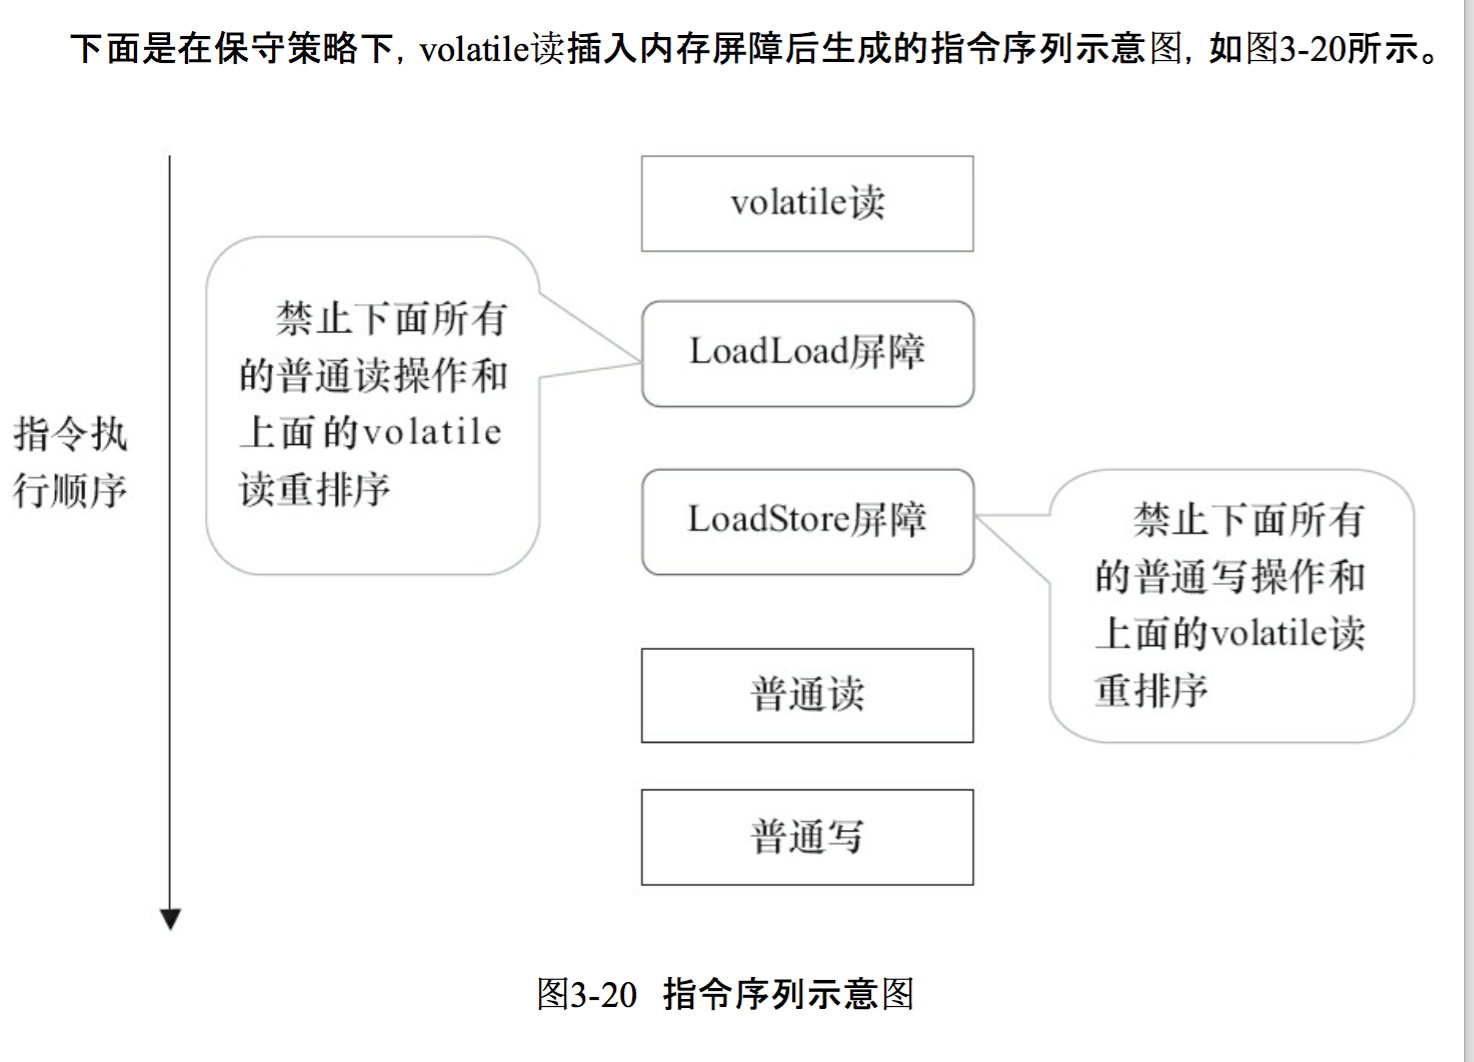 下面是在保守策略下，volatile读插入内存屏障后生成的指令序列示意图，如图3-20所示。
volatile读
禁止下面所有
的普通读操作和
上面的volatile
读重排序
LoadLoad屏障
指令执
行顺序
LoadStore屏障
禁止下面所有
的普通写操作和
上面的volatile读
重排序
普通读
普通写
图3-20 指令序列示意图